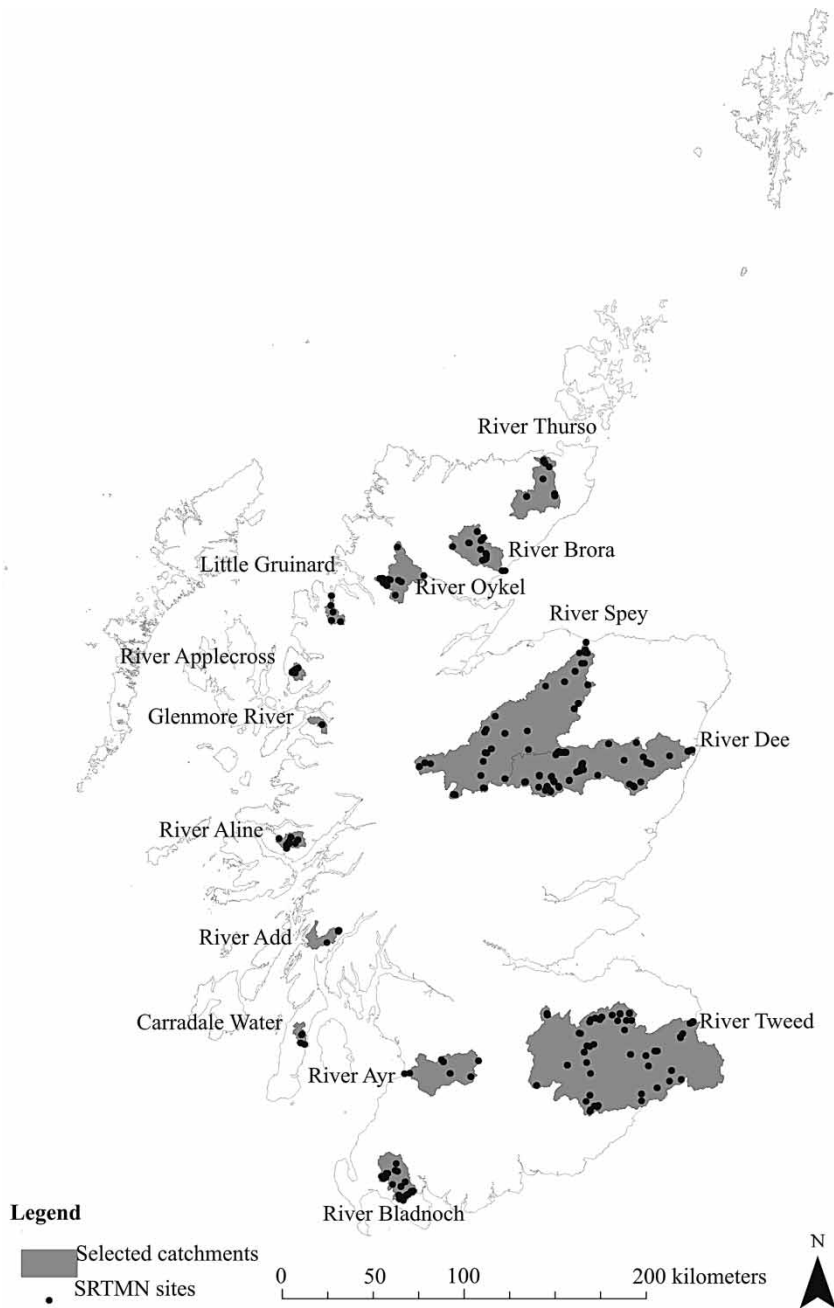 River Thurso
River Brora
Little Gruinard
River Oykel
River Spey
River Applecross
Glenmore River
River Dee
River Aline
River Add
Carradale Water
River Tweed
River Ayr
River Bladnoch
Legend
Selected catchments
SRTMN sites
0 50 100 200 kilometers
N